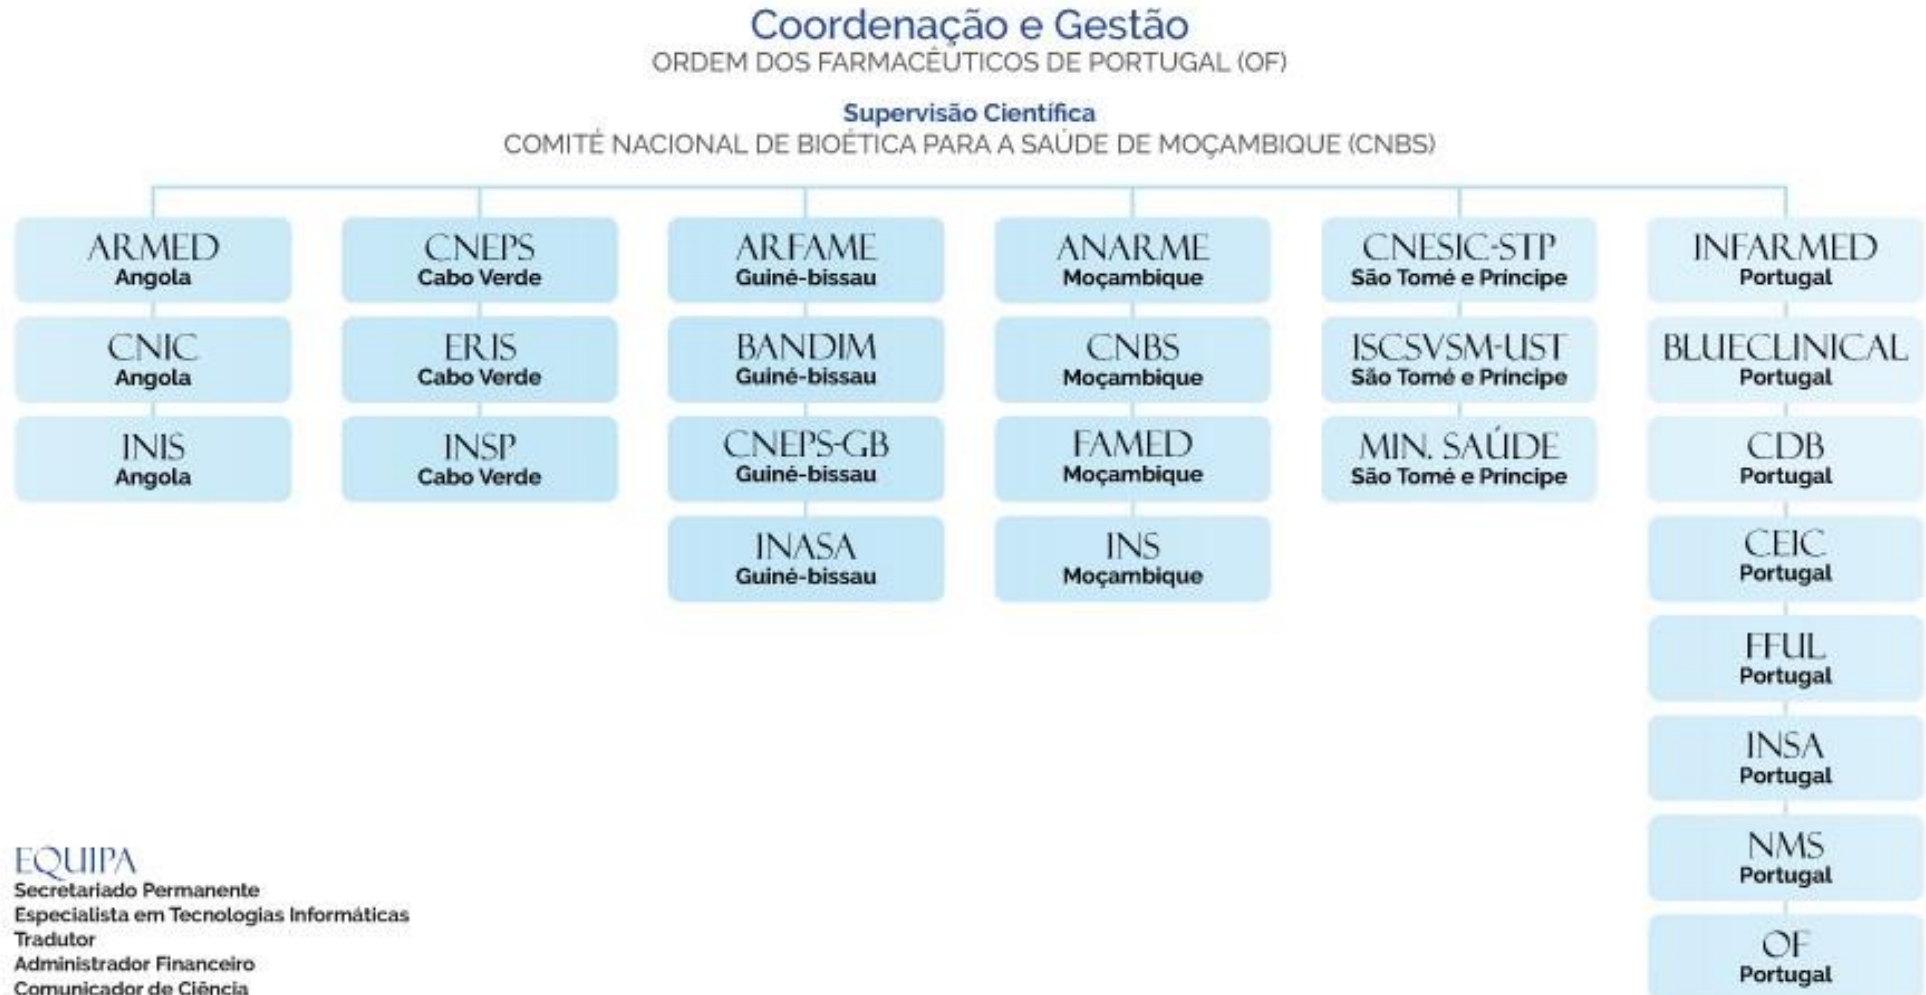 Coordenação e Gestão
ORDEM DOS FARMACÊUTICOS DE PORTUGAL (OF)
Supervisão Científica
COMITÉ NACIONAL DE BIOÉTICA PARA A SAÚDE DE MOÇAMBIQUE (CNBS)
ARMED
Angola
CNIC
Angola
INIS
Angola
CNEPS
Cabo Verde
ERIS
Cabo Verde
INSP
Cabo Verde
ARFAME
Guiné-bissau
BANDIM
Guiné-bissau
CNEPS-GB
Guiné-bissau
INASA
Guiné-bissau
ANARME
Moçambique
CNBS
Moçambique
FAMED
Moçambique
INS
Moçambique
CNESIC-STP
São Tomé e Príncipe
ISCSVSM-UST
São Tomé e Príncipe
MIN. SAÚDE
São Tomé e Príncipe
INFARMED
Portugal
BLUECLINICAL
Portugal
CDB
Portugal
CEIC
Portugal
FFUL
Portugal
INSA
Portugal
NMS
Portugal
OF
Portugal
EQUIPA
Secretariado Permanente
Especialista em Tecnologias Informáticas
Tradutor
Administrador Financeiro
Comunicador de Ciência